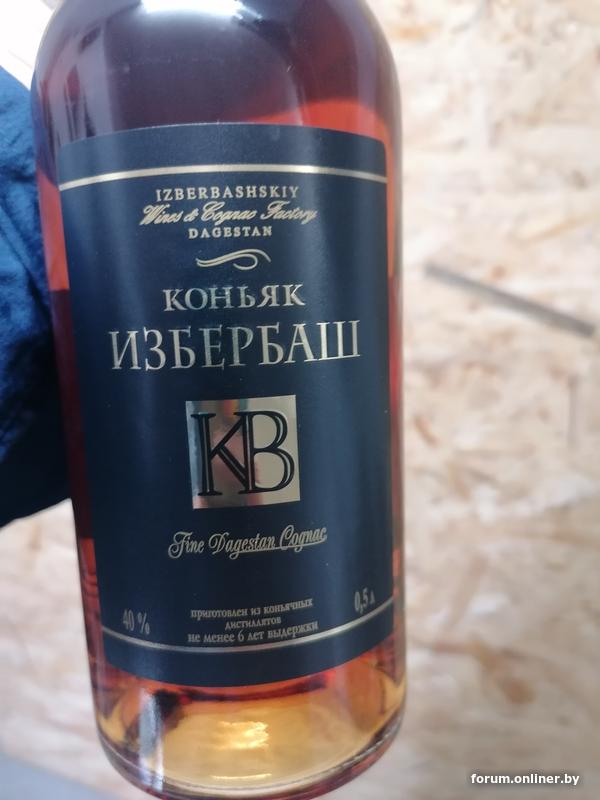 IZBERBASHSKIY
Wines & Cognac Factory
DAGESTAN
КОНЬЯК
ИЗБЕРБАШ
КВ
Fine Dagestan Cognac
40 %
приготовлен из коньячных
дистиллятов
не менее 6 лет выдержки
0,5 л
forum.onliner.by